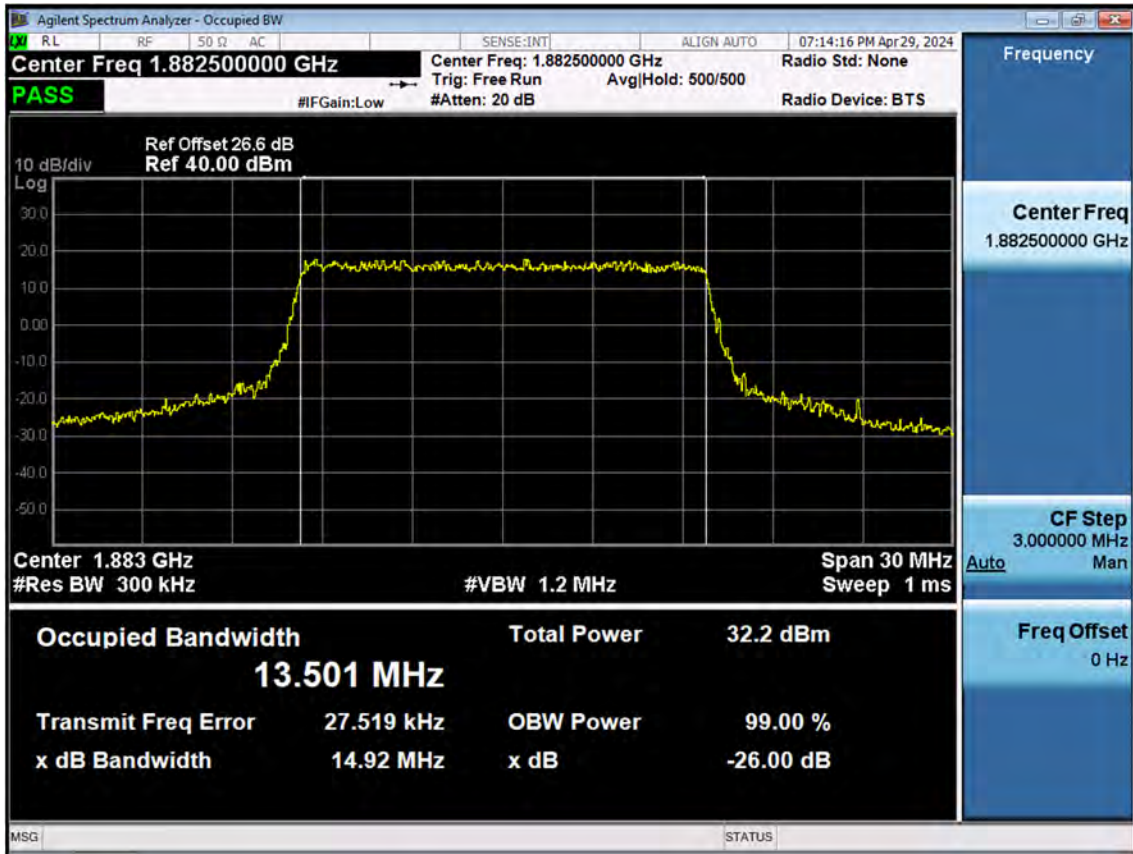 Agilent Spectrum Analyzer - Occupied BW
LXI RL RF 50 Ω AC SENSE:INT ALIGN AUTO 07:14:16 PM Apr 29, 2024
Center Freq 1.882500000 GHz
Center Freq: 1.882500000 GHz
Radio Std: None
Trig: Free Run Avg|Hold: 500/500
PASS
#IFGain:Low
#Atten: 20 dB
Radio Device: BTS
Ref Offset 26.6 dB
10 dB/div Ref 40.00 dBm
Log
30.0
20.0
10.0
0.00
-10.0
-20.0
-30.0
-40.0
-50.0
Center 1.883 GHz Span 30 MHz
#Res BW 300 kHz #VBW 1.2 MHz Sweep 1 ms
Occupied Bandwidth Total Power 32.2 dBm
13.501 MHz
Transmit Freq Error 27.519 kHz OBW Power 99.00 %
x dB Bandwidth 14.92 MHz x dB -26.00 dB
MSG STATUS
Frequency
Center Freq
1.882500000 GHz
CF Step
3.000000 MHz
Auto Man
Freq Offset
0 Hz